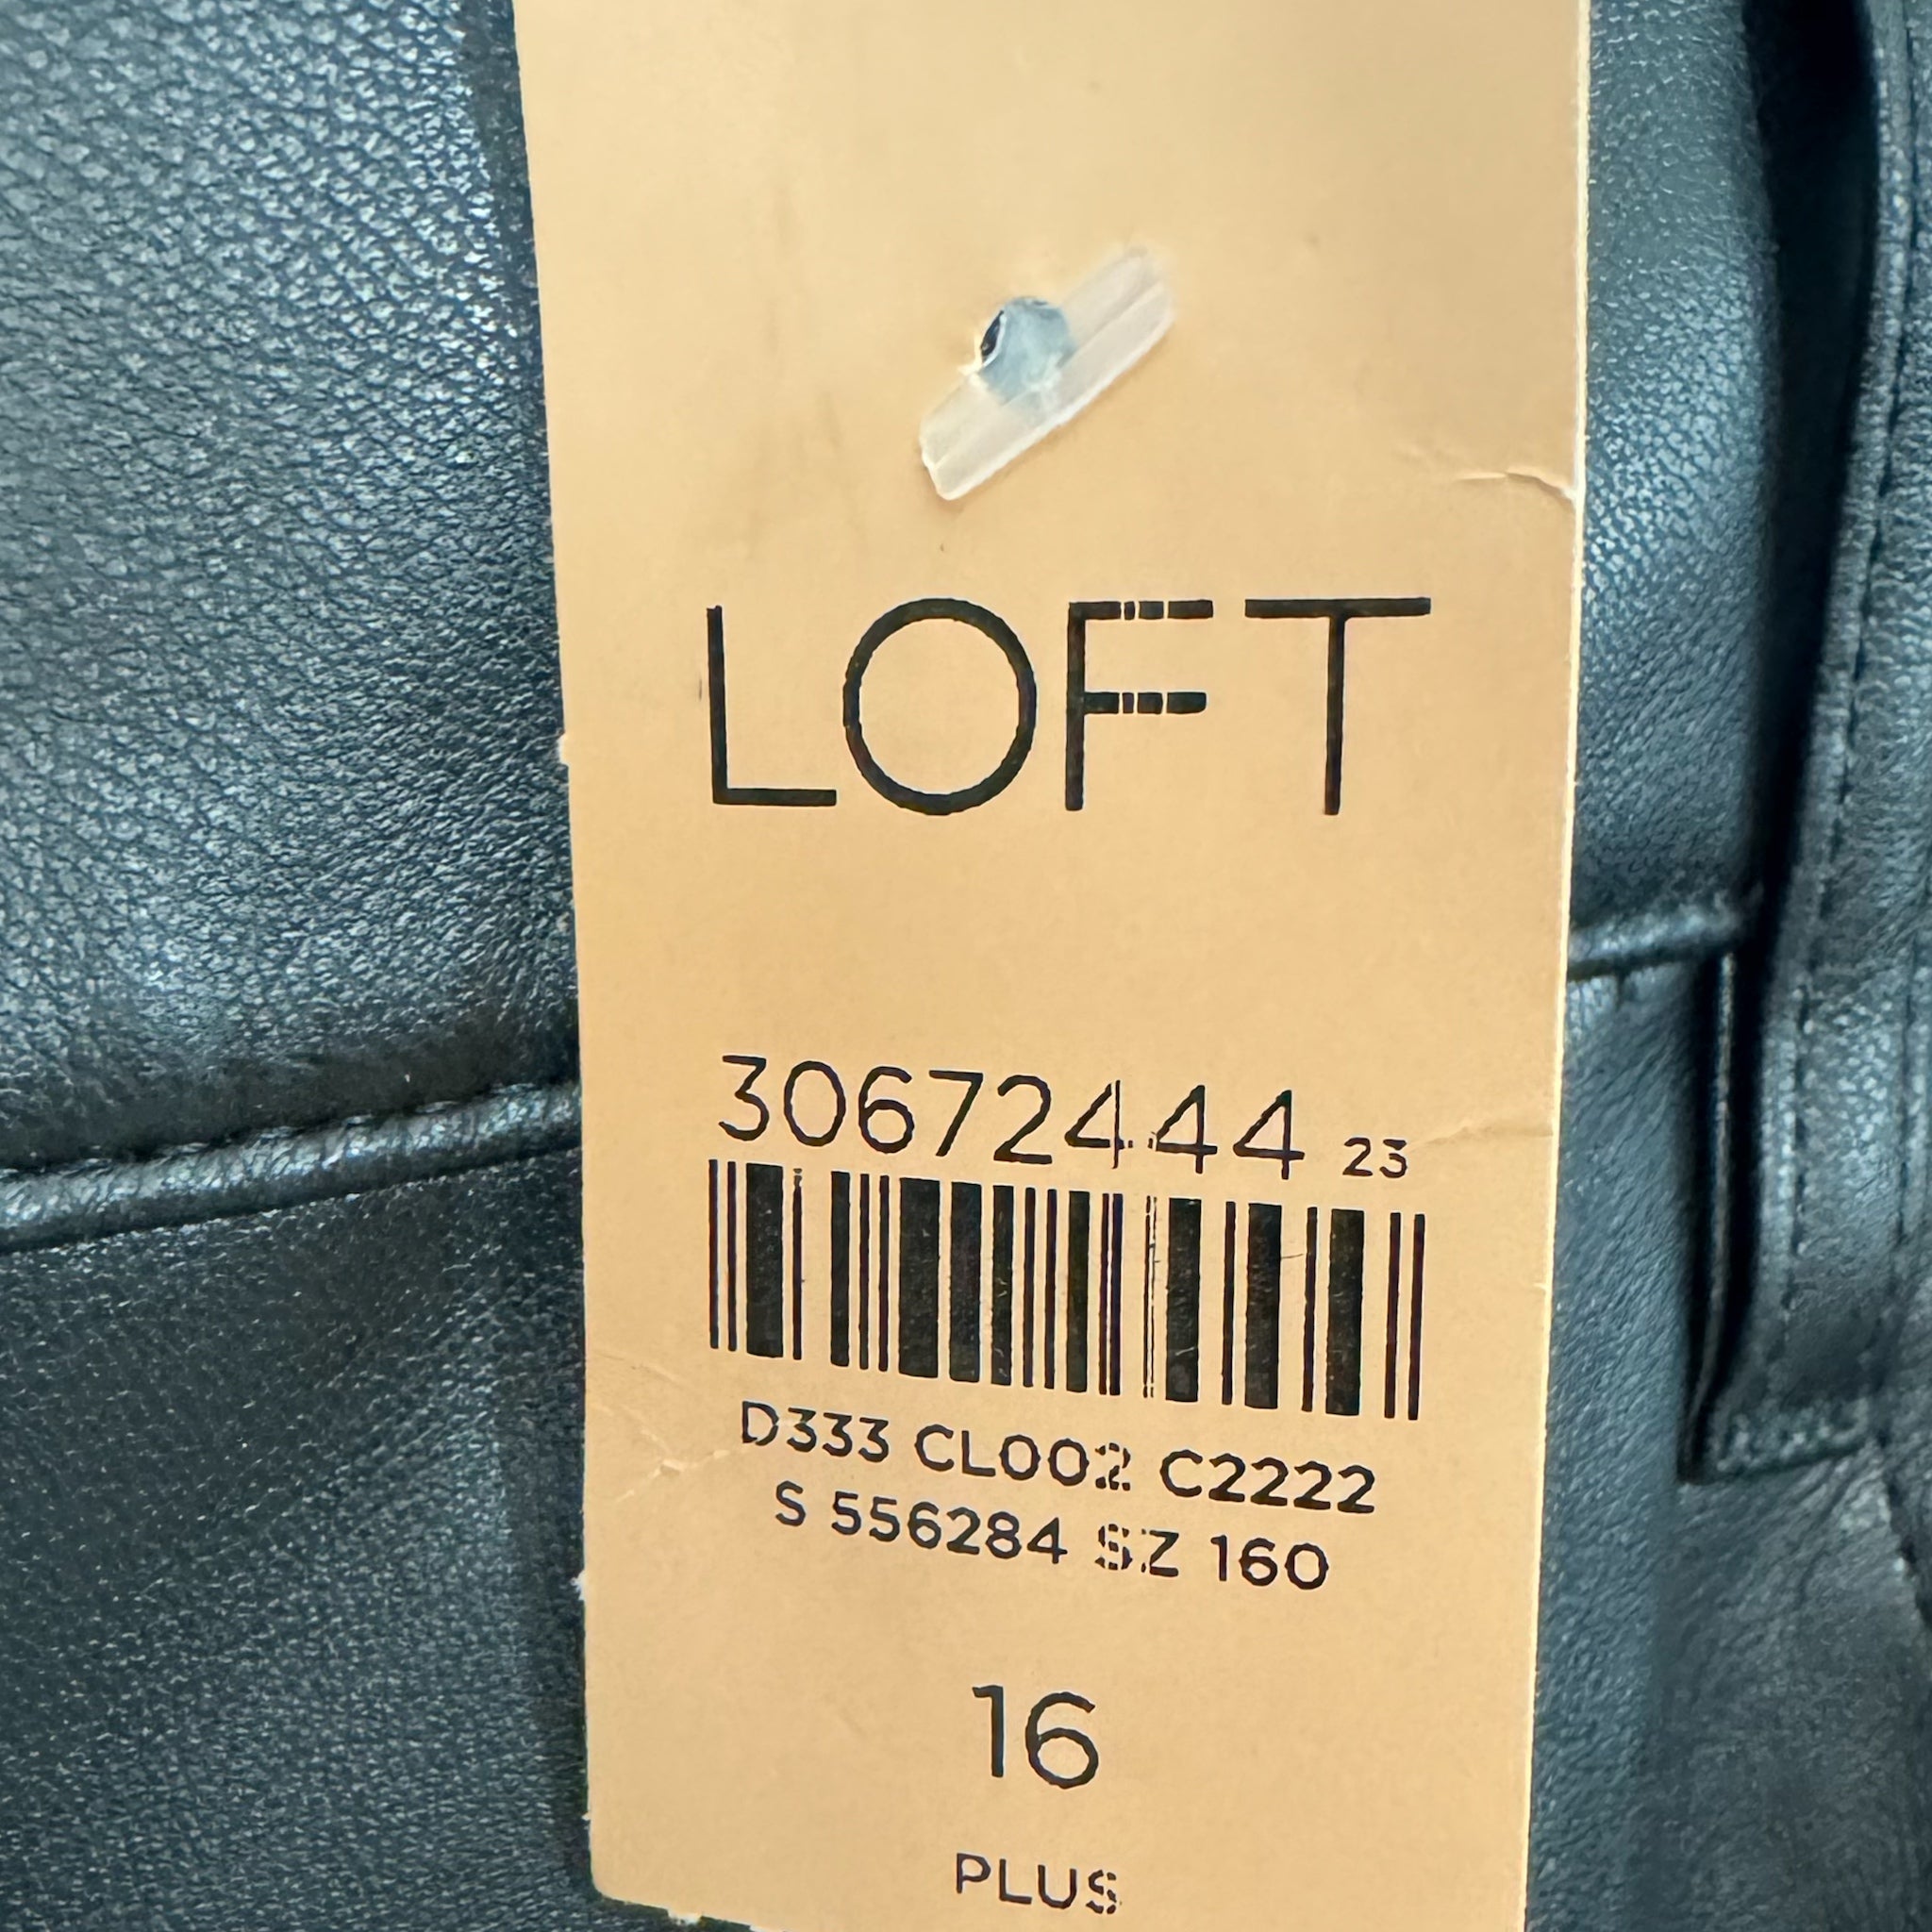 LOFT
30672444 23
D333 CL002 C2222
S 556284 SZ 160
16
PLUS